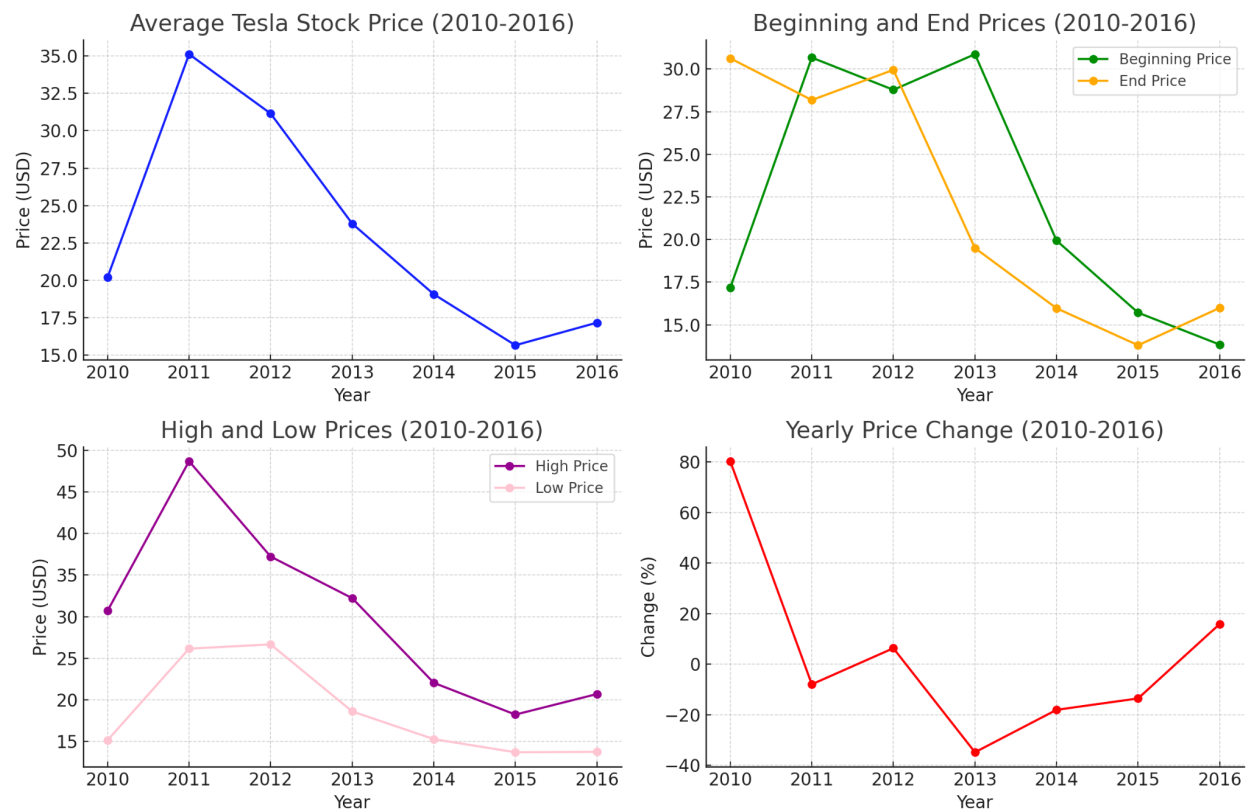 Average Tesla Stock Price (2010-2016)
35.0
32.5
30.0
27.5
25.0
22.5
20.0
17.5
15.0
Price (USD)
2010 2011 2012 2013 2014 2015 2016
Year
Beginning and End Prices (2010-2016)
Beginning Price
End Price
30.0
27.5
25.0
22.5
20.0
17.5
15.0
Price (USD)
2010 2011 2012 2013 2014 2015 2016
Year
High and Low Prices (2010-2016)
High Price
Low Price
50
45
40
35
30
25
20
15
Price (USD)
2010 2011 2012 2013 2014 2015 2016
Year
Yearly Price Change (2010-2016)
80
60
40
20
0
−20
−40
Change (%)
2010 2011 2012 2013 2014 2015 2016
Year